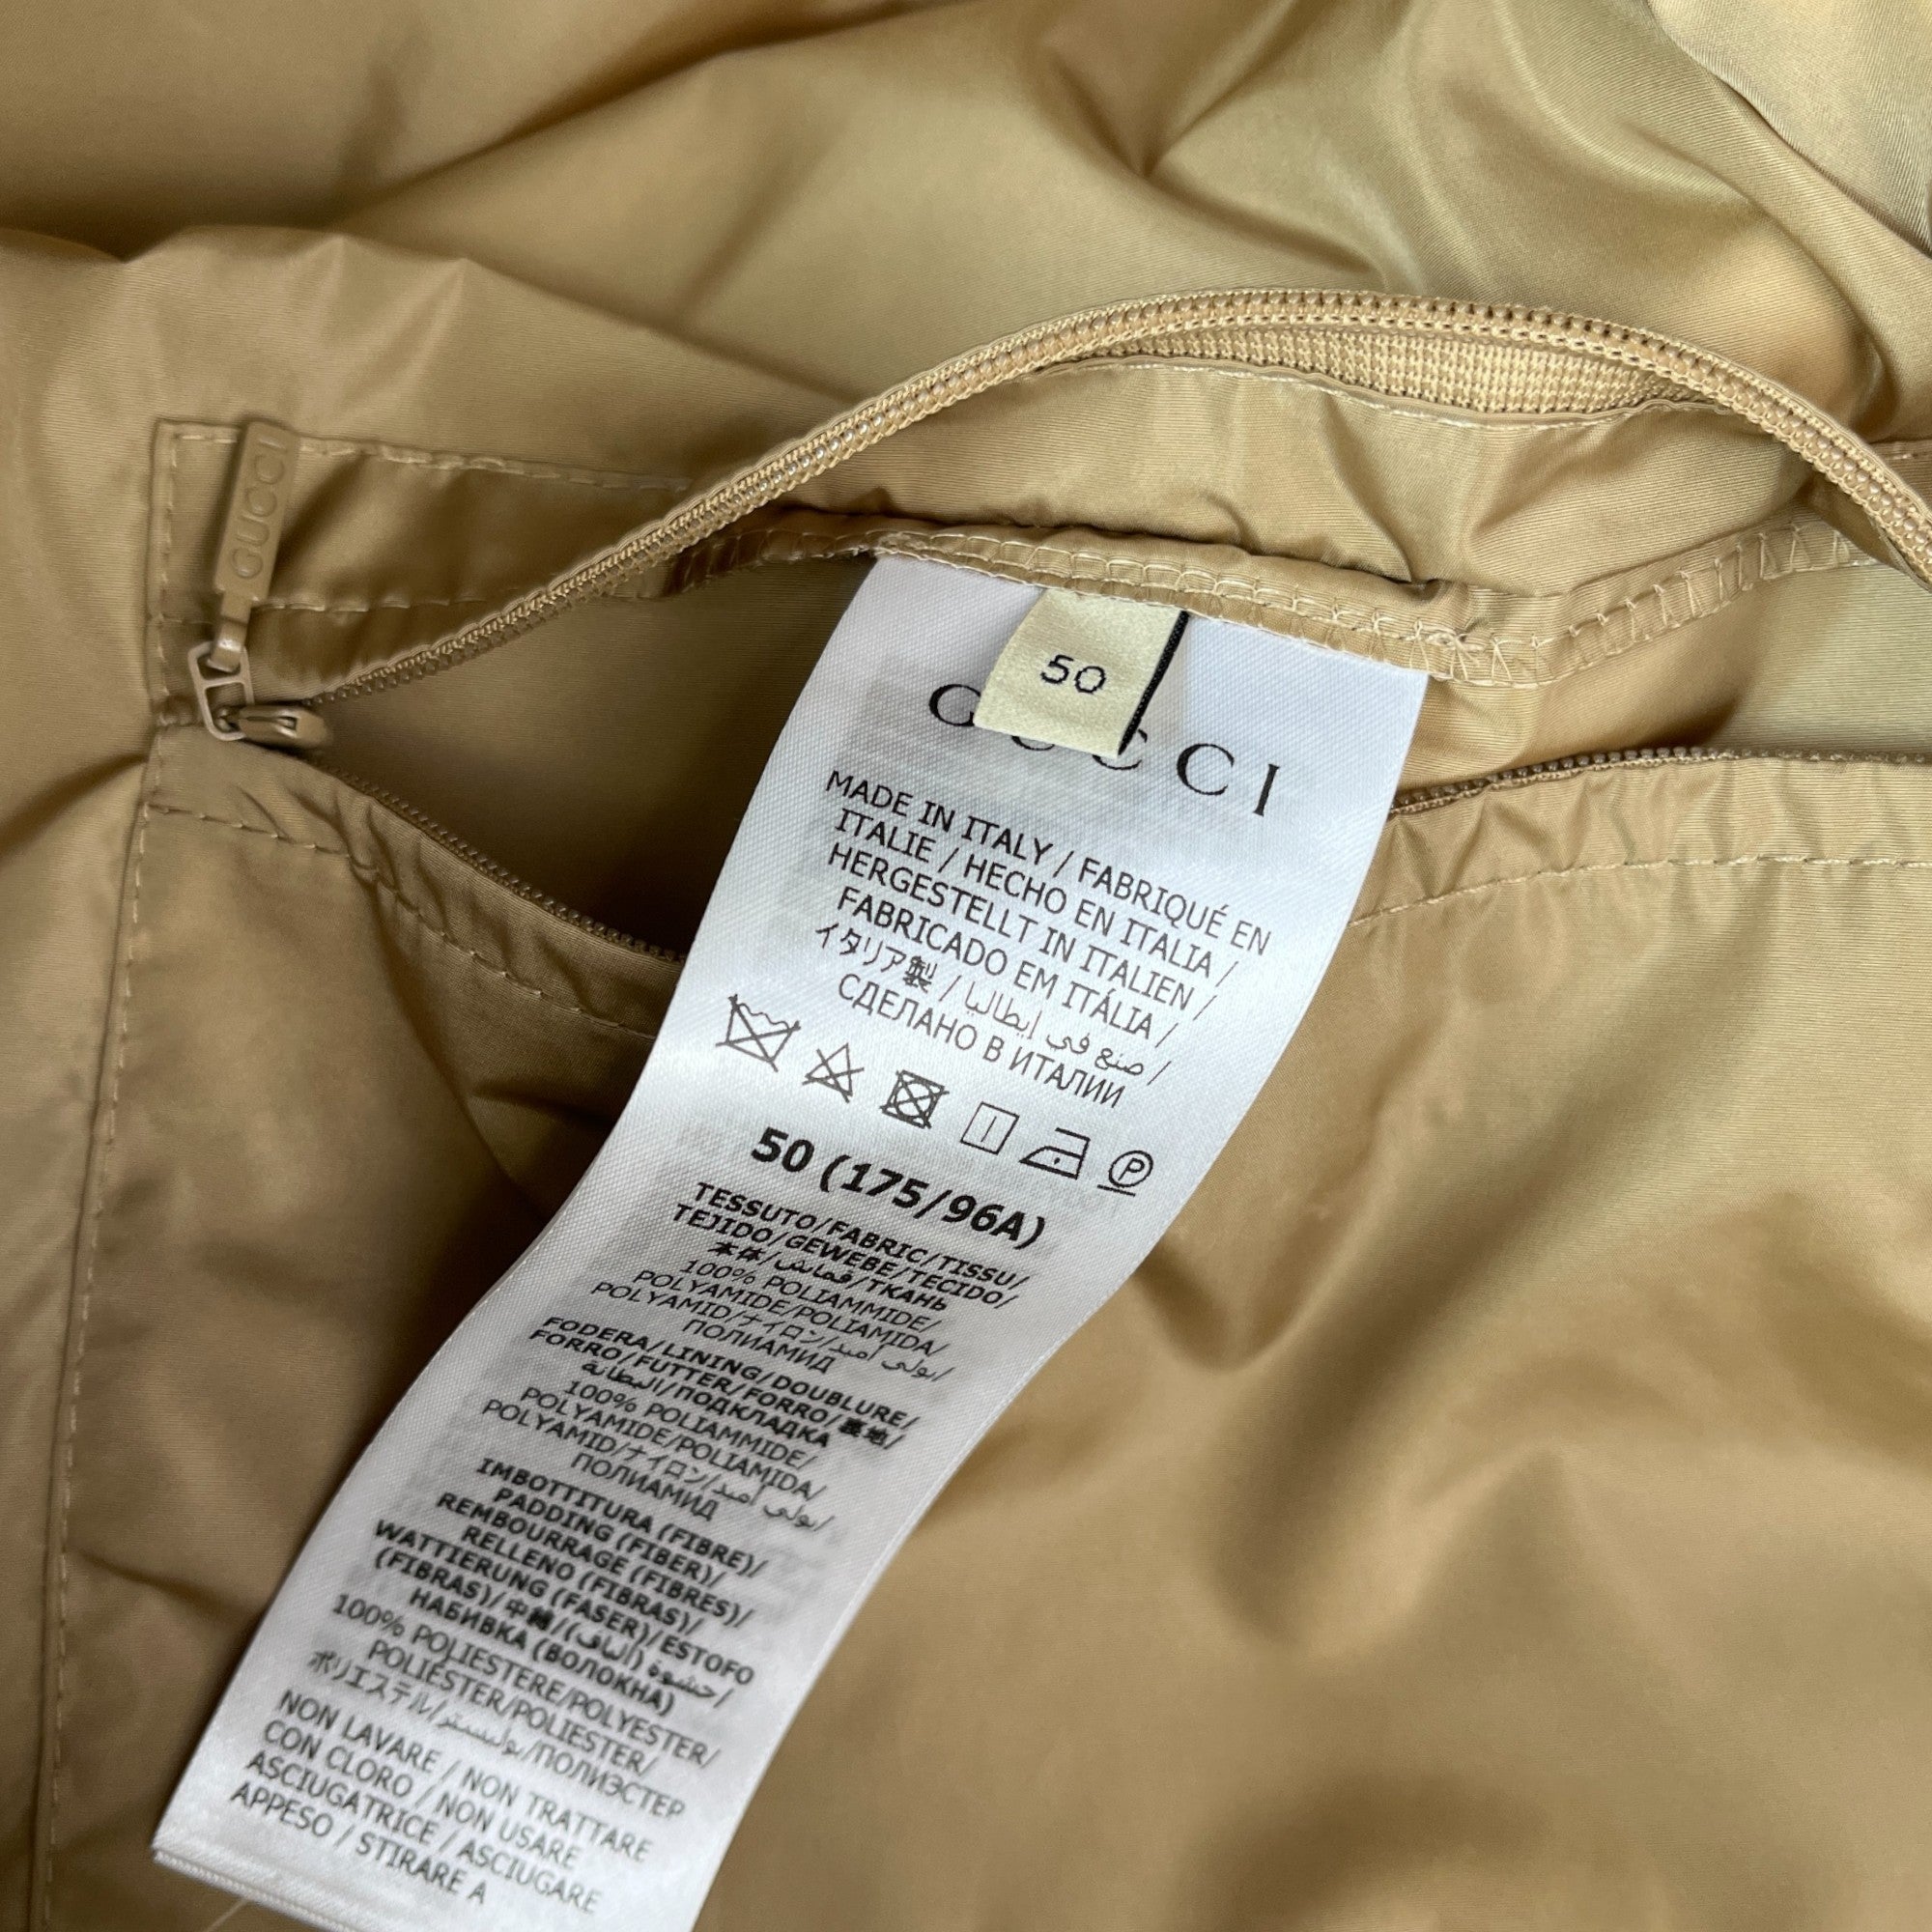 GUCCI
50
GUCCI
MADE IN ITALY / FABRIQUÉ EN
ITALIE / HECHO EN ITALIA /
HERGESTELLT IN ITALIEN /
FABRICADO EM ITÁLIA /
イタリア製 / صنع في إيطاليا /
СДЕЛАНО В ИТАЛИИ
P
50 (175/96A)
TESSUTO/FABRIC/TISSU/
TEJIDO/GEWEBE/TECIDO/
本体/قماش/ТКАНЬ
100% POLIAMMIDE/
POLYAMIDE/POLIAMIDA/
POLYAMID/ナイロン/بولي أميد/
ПОЛИАМИД
FODERA/LINING/DOUBLURE/
FORRO/FUTTER/FORRO/裏地/
البطانة/ПОДКЛАДКА
100% POLIAMMIDE/
POLYAMIDE/POLIAMIDA/
POLYAMID/ナイロン/بولي أميد/
ПОЛИАМИД
IMBOTTITURA (FIBRE)/
PADDING (FIBER)/
REMBOURRAGE (FIBRES)/
RELLENO (FIBRAS)/
WATTIERUNG (FASER)/ESTOFO
(FIBRAS)/中綿/حشوة (ألياف)/
НАБИВКА (ВОЛОКНА)
100% POLIESTERE/POLYESTER/
POLIÉSTER/POLIESTER/
ポリエステル/بوليستر/ПОЛИЭСТЕР
NON LAVARE / NON TRATTARE
CON CLORO / NON USARE
ASCIUGATRICE / ASCIUGARE
APPESO / STIRARE A